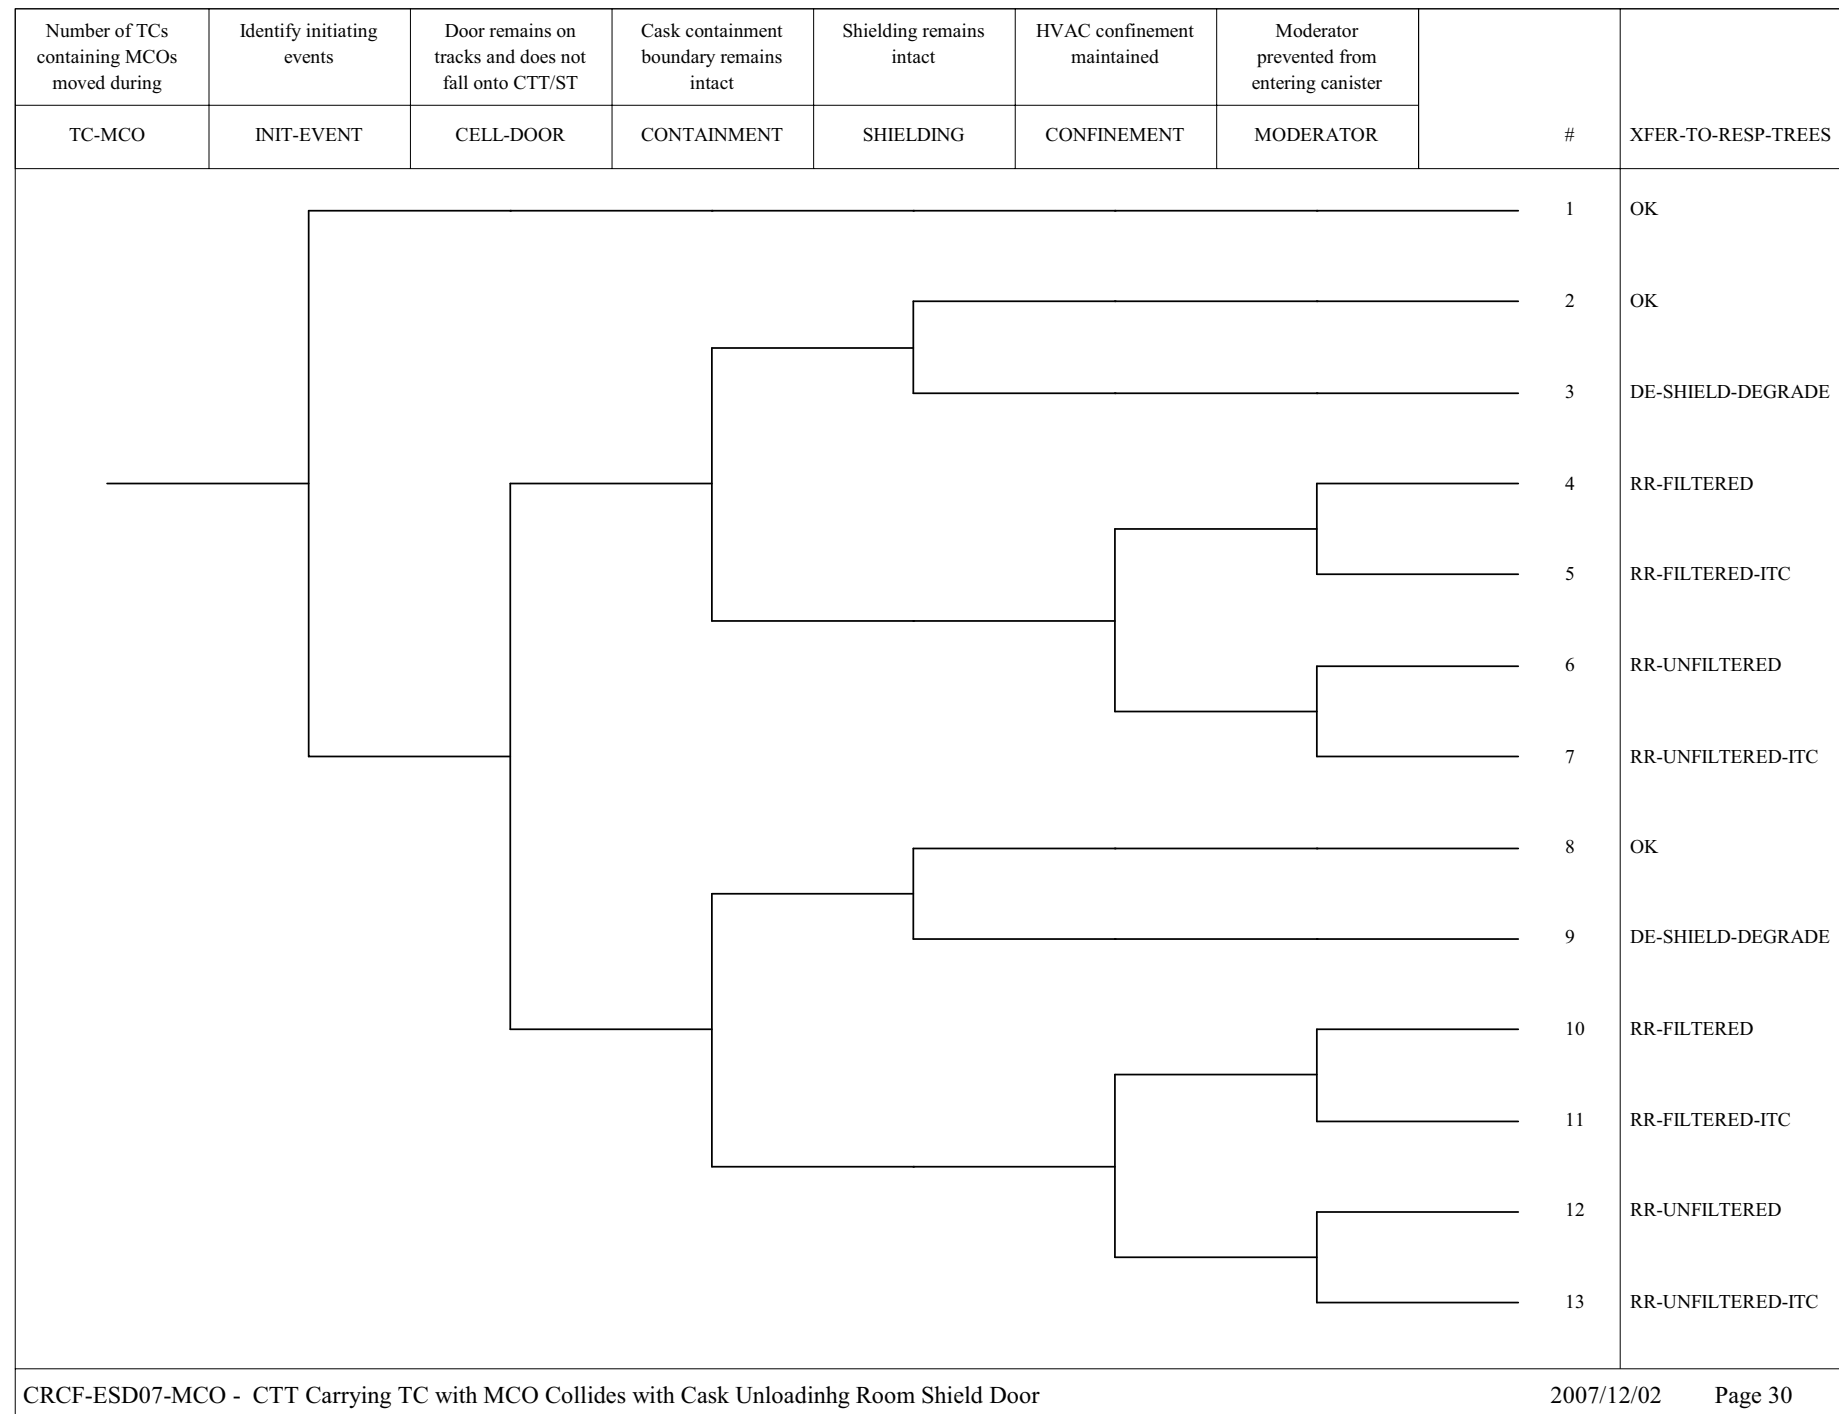 Number of TCs
containing MCOs
moved during
Identify initiating
events
Door remains on
tracks and does not
fall onto CTT/ST
Cask containment
boundary remains
intact
Shielding remains
intact
HVAC confinement
maintained
Moderator
prevented from
entering canister
TC-MCO
INIT-EVENT
CELL-DOOR
CONTAINMENT
SHIELDING
CONFINEMENT
MODERATOR
#
XFER-TO-RESP-TREES
1 OK
2 OK
3 DE-SHIELD-DEGRADE
4 RR-FILTERED
5 RR-FILTERED-ITC
6 RR-UNFILTERED
7 RR-UNFILTERED-ITC
8 OK
9 DE-SHIELD-DEGRADE
10 RR-FILTERED
11 RR-FILTERED-ITC
12 RR-UNFILTERED
13 RR-UNFILTERED-ITC
CRCF-ESD07-MCO - CTT Carrying TC with MCO Collides with Cask Unloadinhg Room Shield Door 2007/12/02 Page 30